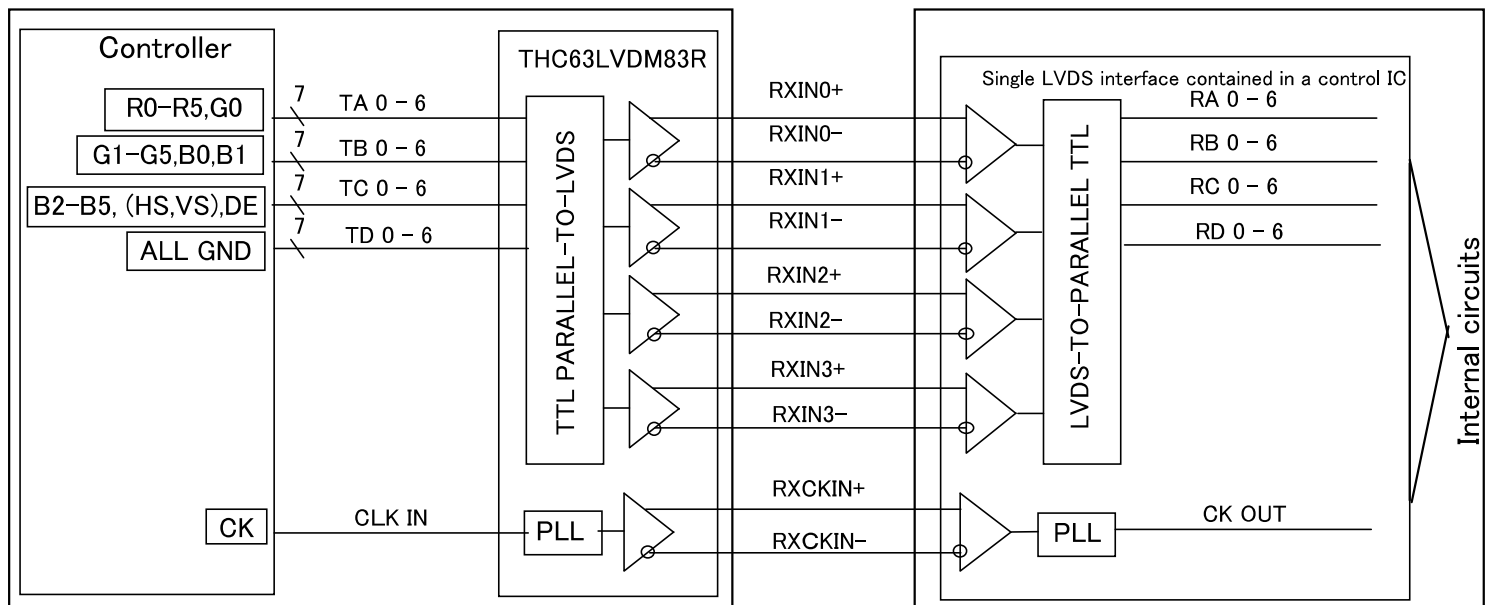 Controller
THC63LVDM83R
Single LVDS interface contained in a control IC
R0-R5,G0
7
TA 0 - 6
RXIN0+
RA 0 - 6
RXIN0-
G1-G5,B0,B1
7
TB 0 - 6
RB 0 - 6
RXIN1+
B2-B5, (HS,VS),DE
7
TC 0 - 6
RC 0 - 6
RXIN1-
ALL GND
7
TD 0 - 6
RD 0 - 6
TTL PARALLEL-TO-LVDS
LVDS-TO-PARALLEL TTL
RXIN2+
RXIN2-
RXIN3+
RXIN3-
Internal circuits
RXCKIN+
CK
CLK IN
PLL
RXCKIN-
PLL
CK OUT